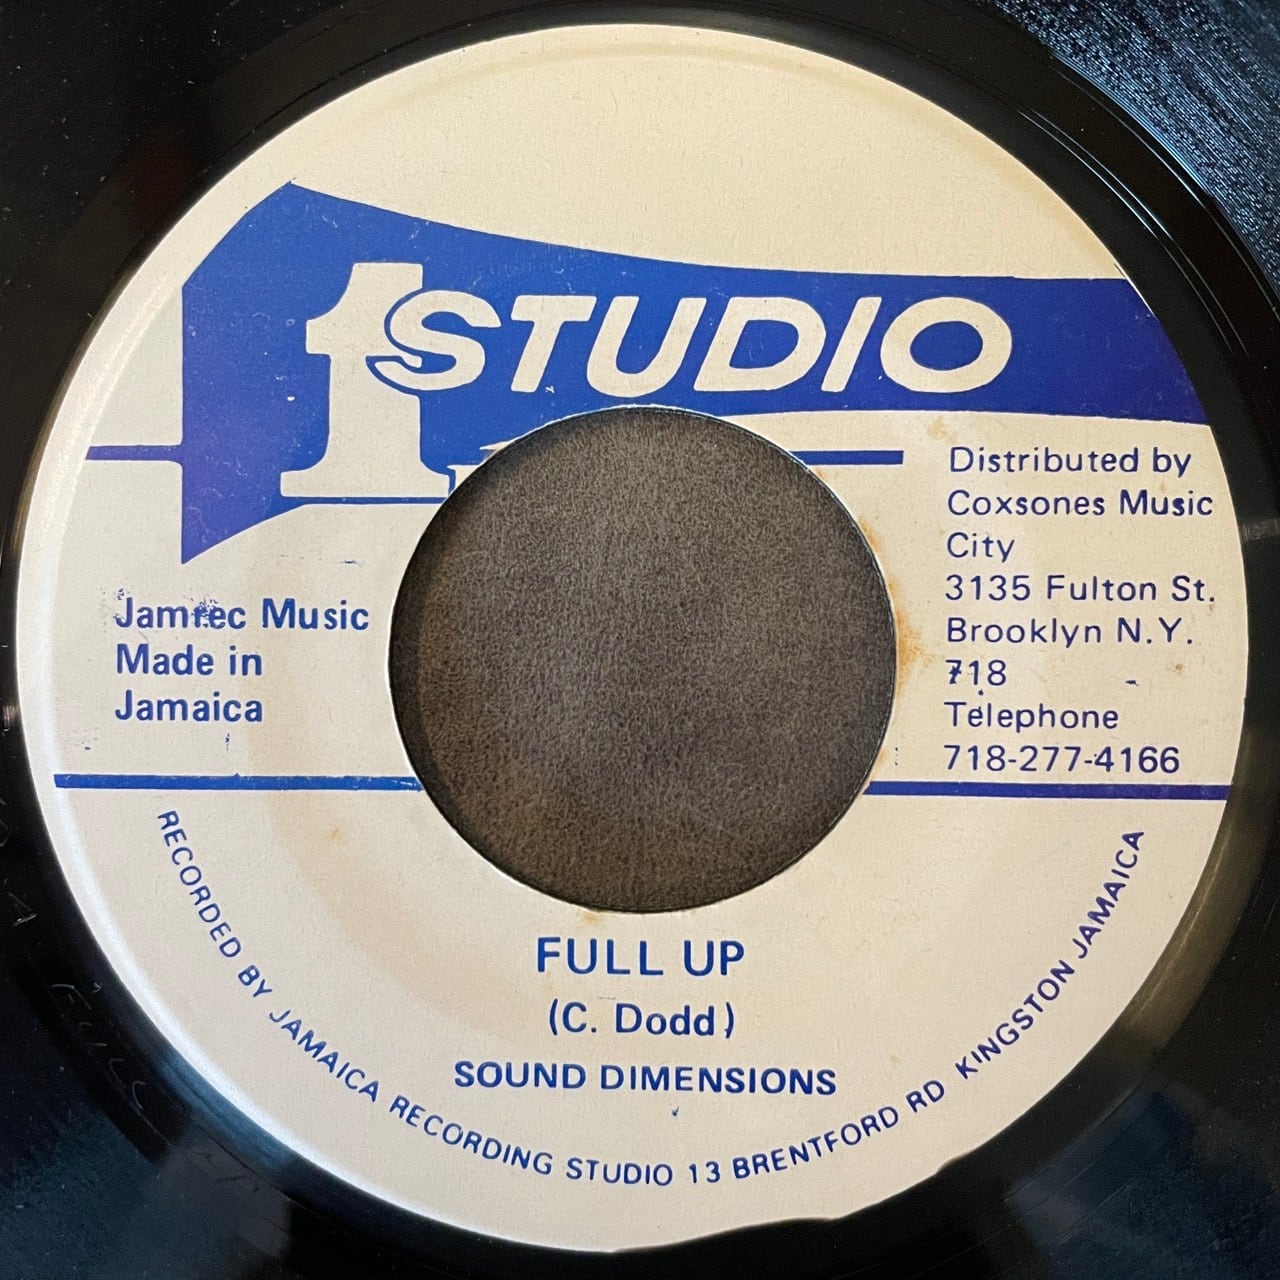 1 STUDIO
Distributed by
Coxsones Music
City
3135 Fulton St.
Brooklyn N.Y.
718
Telephone
718-277-4166
Jamrec Music
Made in
Jamaica
FULL UP
(C. Dodd)
SOUND DIMENSIONS
RECORDED BY JAMAICA RECORDING STUDIO 13 BRENTFORD RD KINGSTON JAMAICA